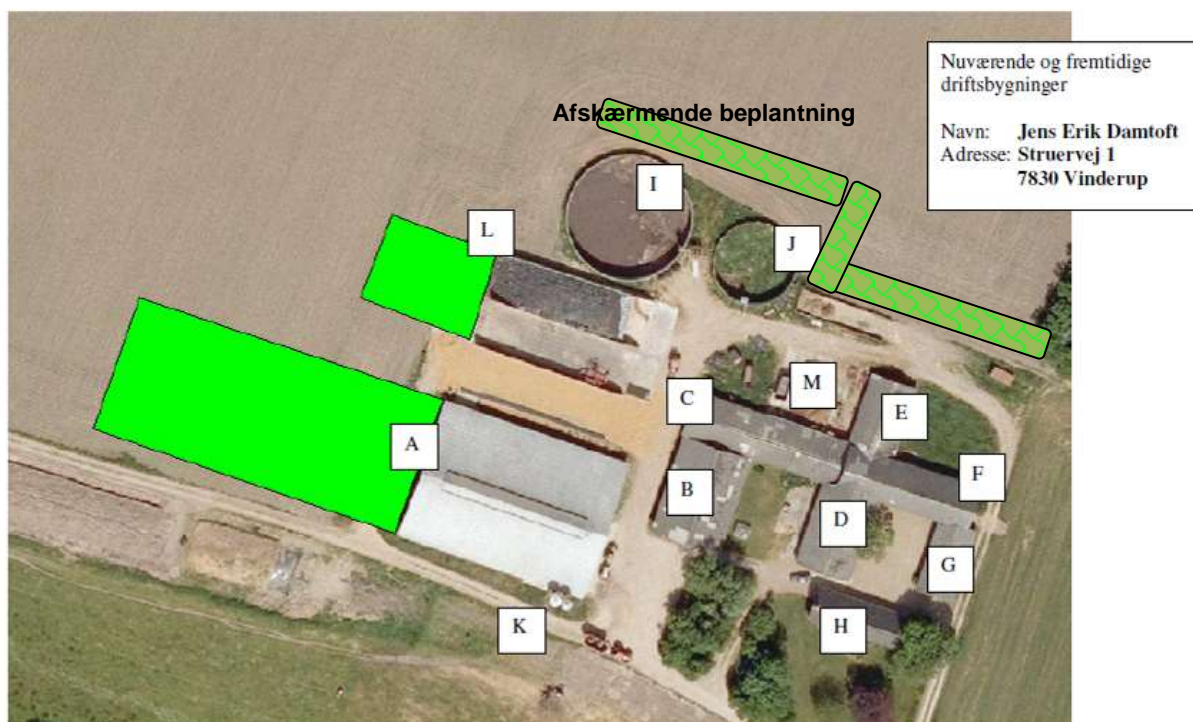 Nuværende og fremtidige
driftsbygninger
Navn: Jens Erik Damtoft
Adresse: Struervej 1
7830 Vinderup
Afskærmende beplantning
I
L
J
M
C
E
A
F
B
D
G
K
H